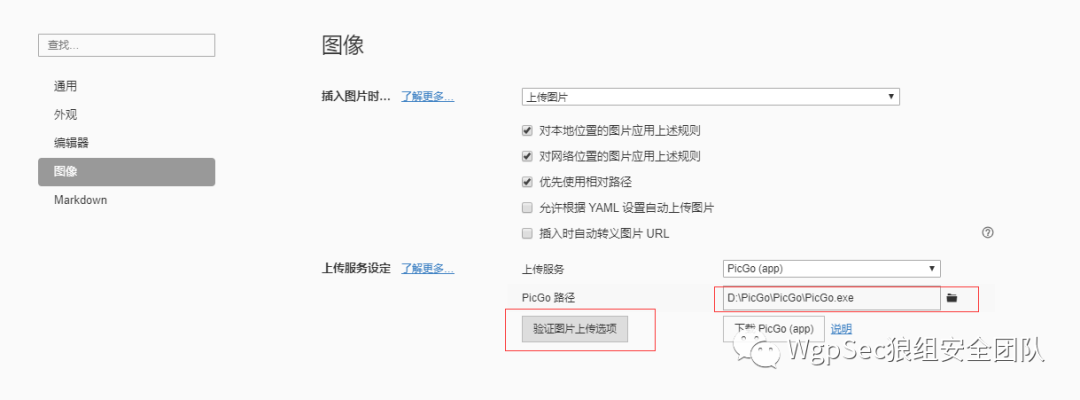 查找...
通用
外观
编辑器
图像
Markdown
图像
插入图片时... 了解更多...
上传图片
对本地位置的图片应用上述规则
对网络位置的图片应用上述规则
优先使用相对路径
允许根据 YAML 设置自动上传图片
插入时自动转义图片 URL
上传服务设定 了解更多...
上传服务 PicGo (app)
PicGo 路径 D:\PicGo\PicGo\PicGo.exe
验证图片上传选项 下载 PicGo (app) 说明
WgpSec狼组安全团队